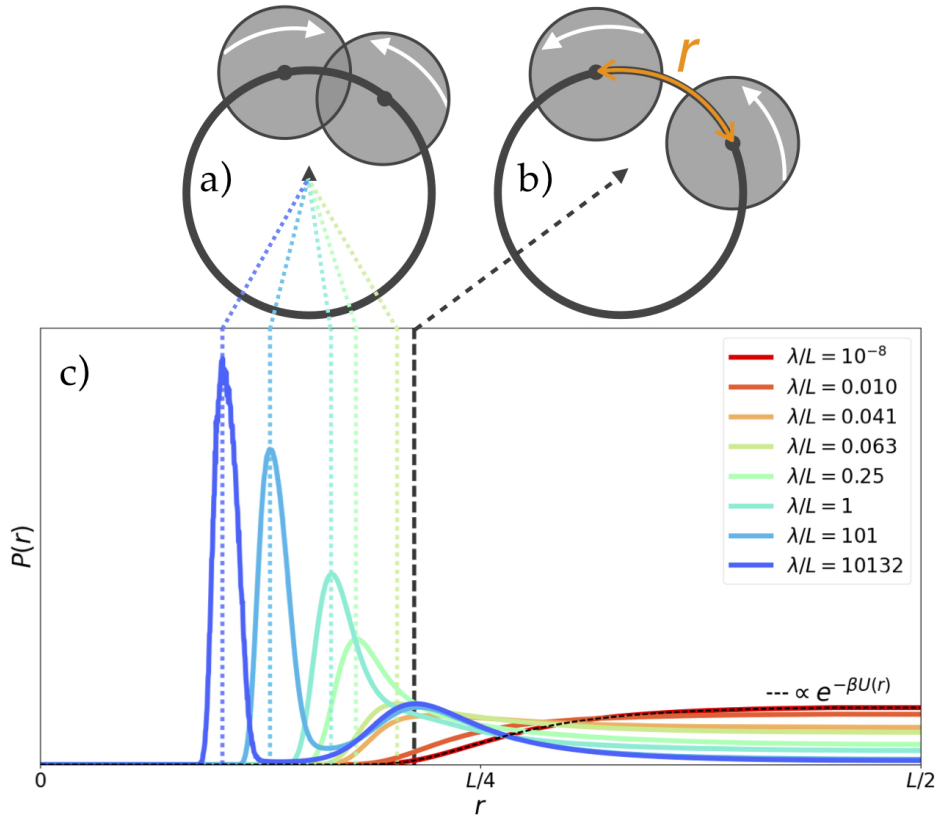 a)
b)
r
c)
λ/L = 10⁻⁸
λ/L = 0.010
λ/L = 0.041
λ/L = 0.063
λ/L = 0.25
λ/L = 1
λ/L = 101
λ/L = 10132
P(r)
--- ∝ e^{-βU(r)}
0
L/4
L/2
r